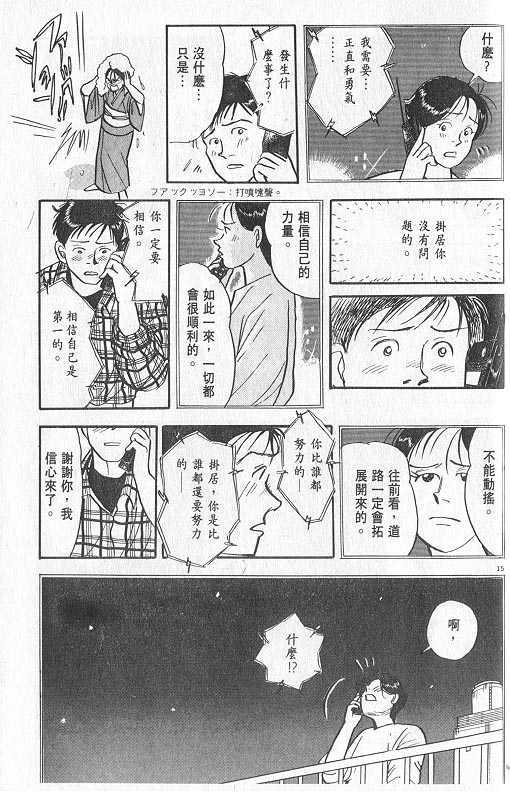 什麼?
我需要…
正直和勇氣
發生什
麼事了?
沒什麼…
只是…
フアックッヨソー：打噴嚏聲。
掛居你
沒有問
題的。
相信自己的
力量。
如此一來，一切都
會很順利的。
你一定要
相信。
相信自己是
第一的。
不能動搖。
往前看，道
路一定會拓
展開來的。
你比誰都
努力的
掛居，你是比
誰都還要努力
的
謝謝你，我
信心來了。
15
啊，
什麼!?